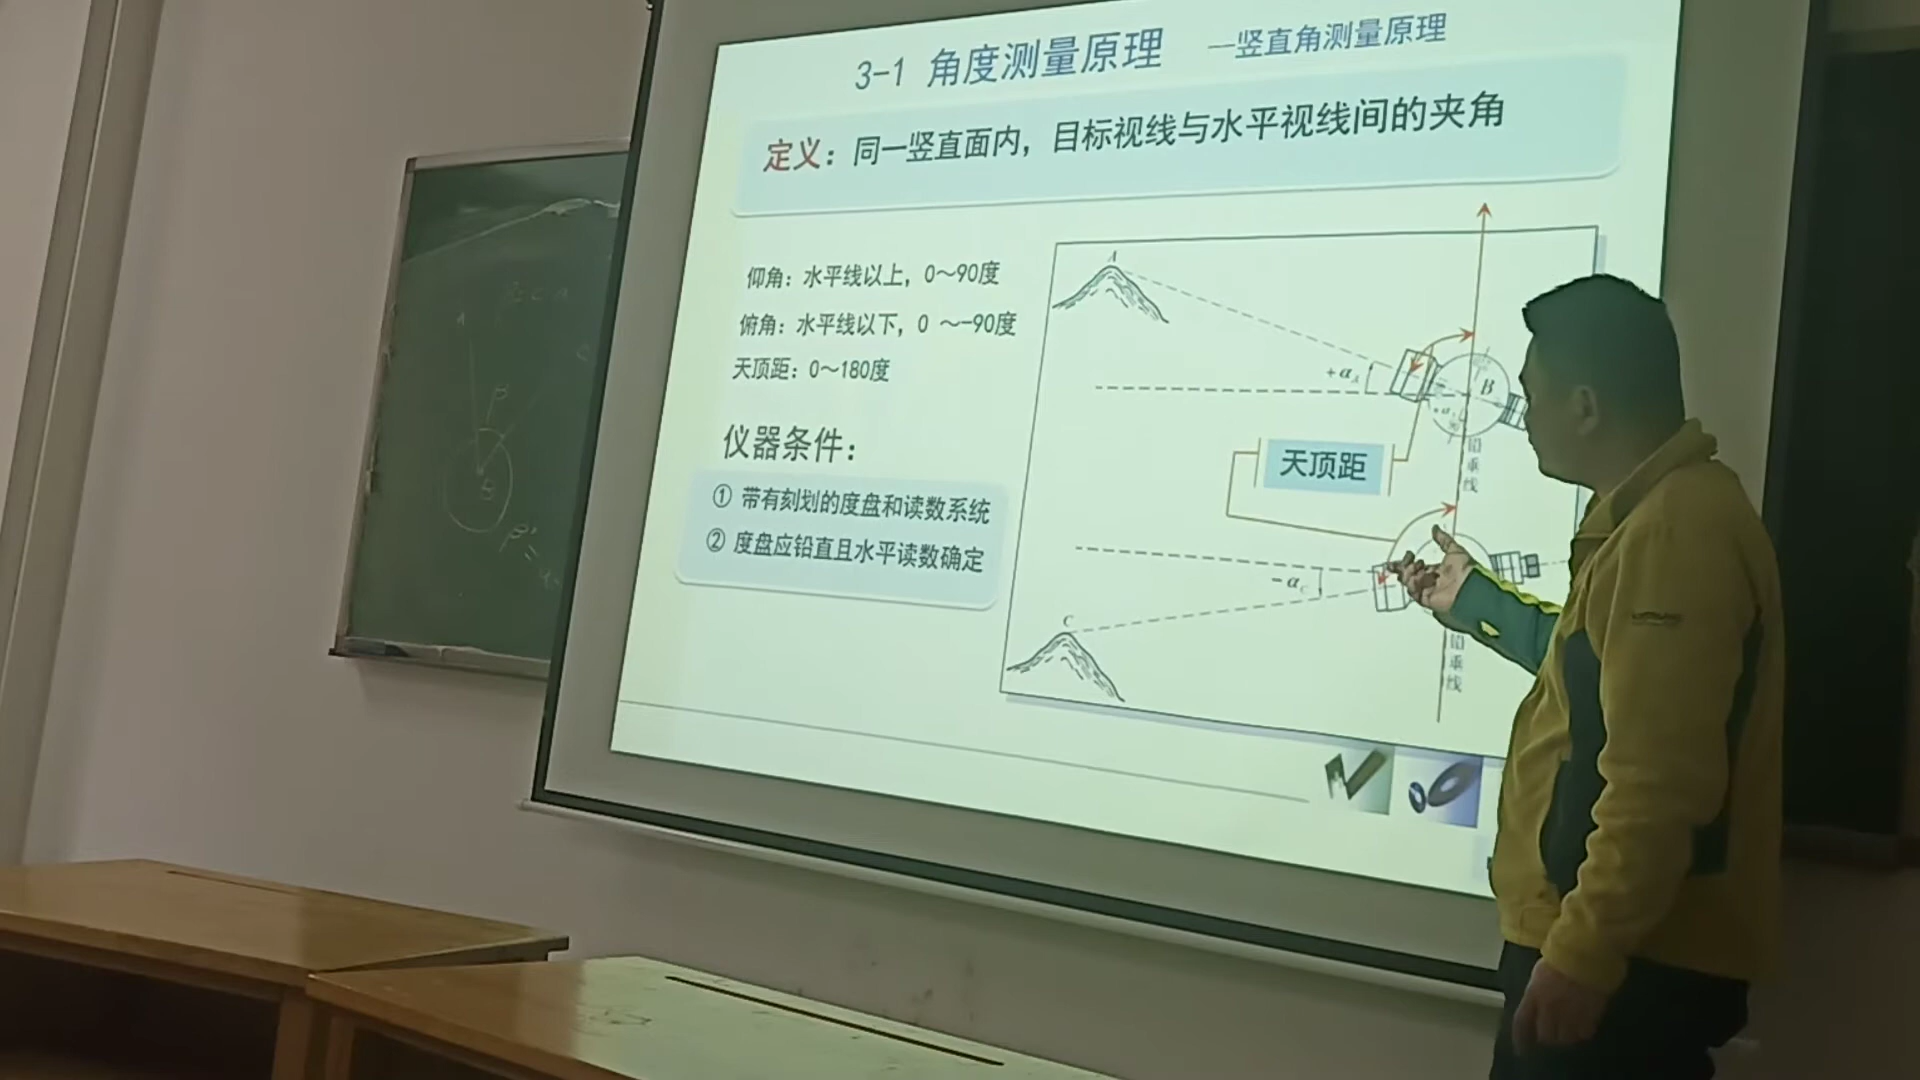 3-1 角度测量原理 —竖直角测量原理
定义：同一竖直面内，目标视线与水平视线间的夹角
仰角：水平线以上，0～90度
俯角：水平线以下，0 ～-90度
天顶距：0～180度
仪器条件：
① 带有刻划的度盘和读数系统
② 度盘应铅直且水平读数确定
A
+α
B
铅垂线
天顶距
-αC
C
铅垂线
β
B